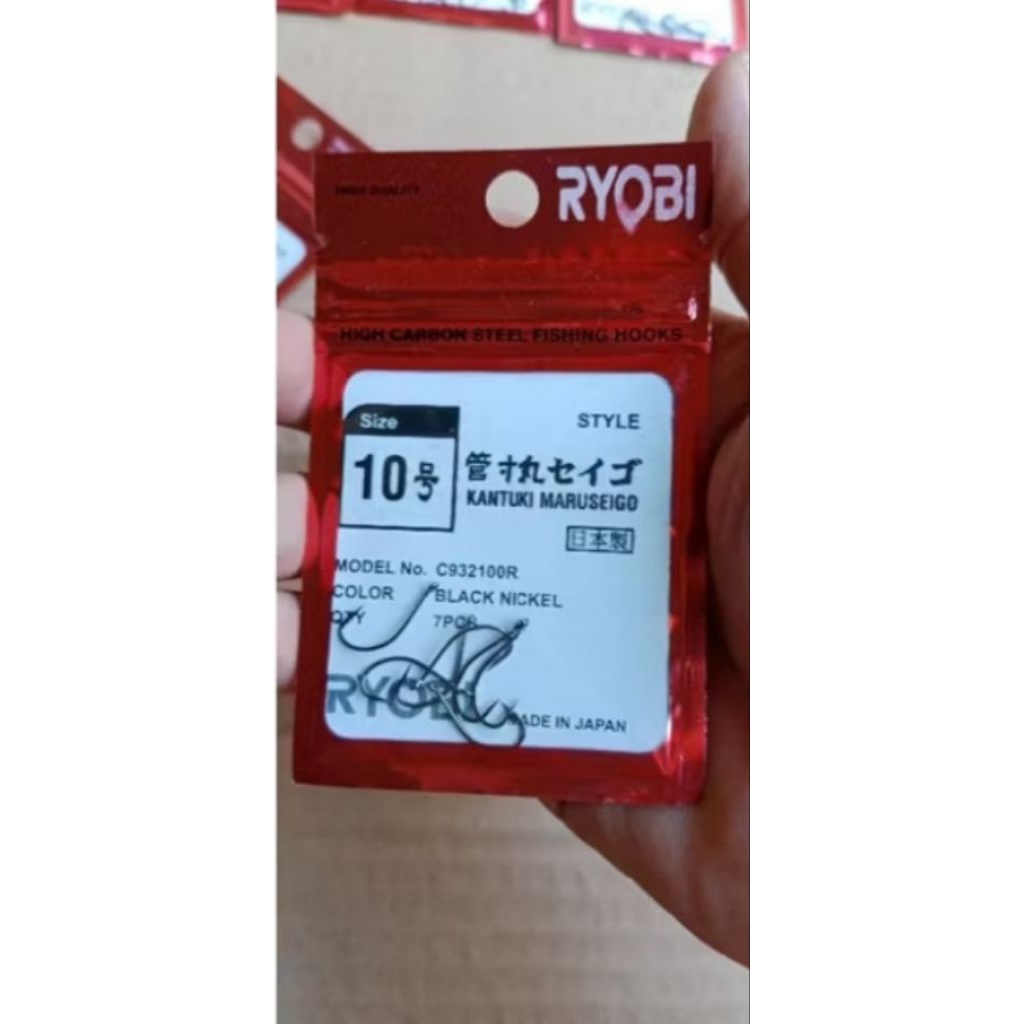 HIGH QUALITY
RYOBI
HIGH CARBON STEEL FISHING HOOKS
Size
STYLE
10号
管寸丸セイゴ
KANTUKI MARUSEIGO
日本製
MODEL No. C932100R
COLOR BLACK NICKEL
QTY 7PCS
RYOBI
MADE IN JAPAN